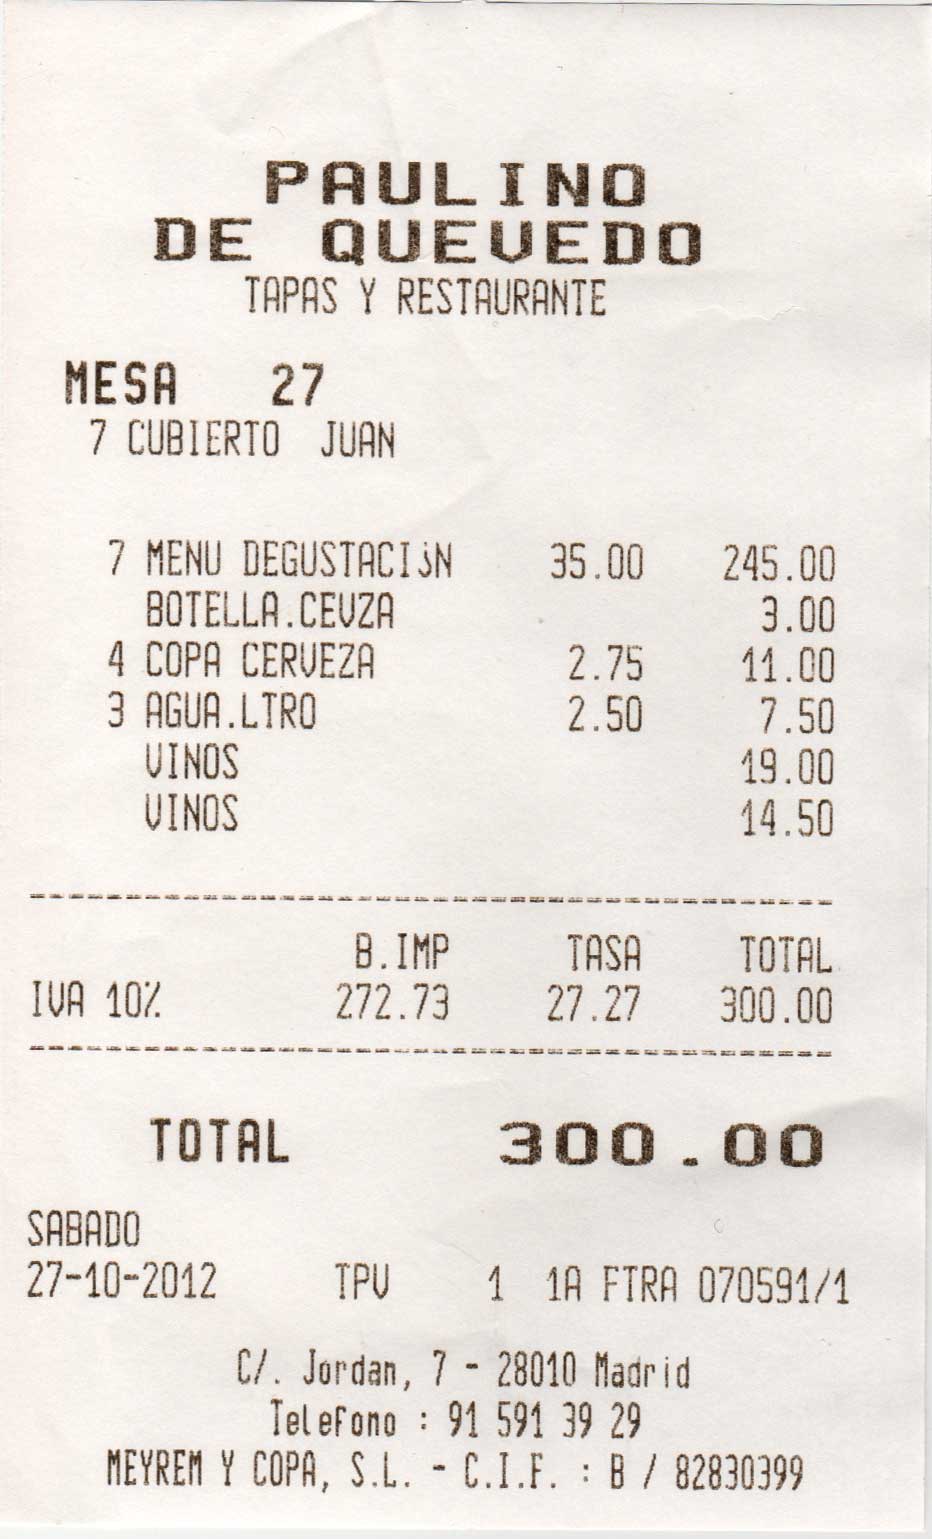 PAULINO
DE QUEVEDO
TAPAS Y RESTAURANTE
MESA 27
7 CUBIERTO JUAN
7 MENU DEGUSTACIóN 35.00 245.00
BOTELLA.CEVZA 3.00
4 COPA CERVEZA 2.75 11.00
3 AGUA.LTRO 2.50 7.50
VINOS 19.00
VINOS 14.50
B.IMP TASA TOTAL
IVA 10% 272.73 27.27 300.00
TOTAL 300.00
SABADO
27-10-2012 TPV 1 1A FTRA 070591/1
C/. Jordan, 7 - 28010 Madrid
Telefono : 91 591 39 29
MEYREM Y COPA, S.L. - C.I.F. : B / 82830399